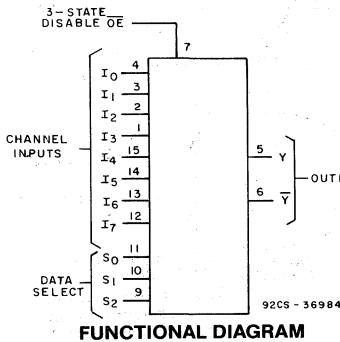 3-STATE
DISABLE O̅E̅
7
I0 4
I1 3
I2 2
I3 1
I4 15
I5 14
I6 13
I7 12
CHANNEL
INPUTS
S0 11
S1 10
S2 9
DATA
SELECT
5 Y
6 Y̅
OUT
92CS-36984
FUNCTIONAL DIAGRAM